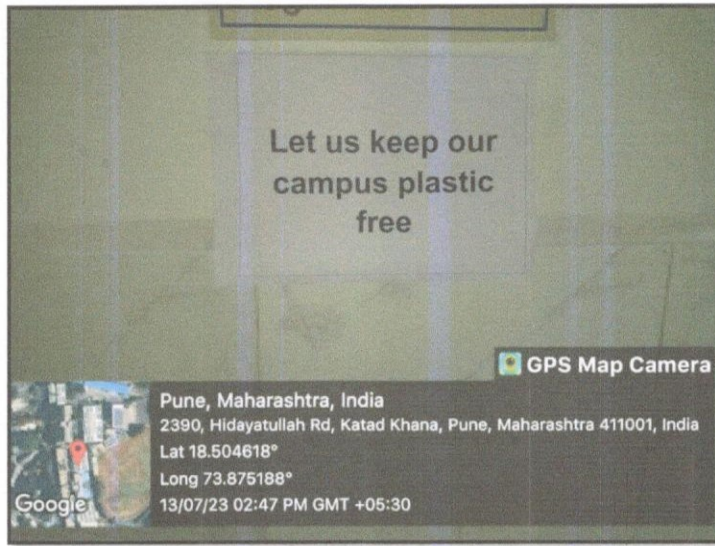 Let us keep our
campus plastic
free
GPS Map Camera
Pune, Maharashtra, India
2390, Hidayatullah Rd, Katad Khana, Pune, Maharashtra 411001, India
Lat 18.504618°
Long 73.875188°
13/07/23 02:47 PM GMT +05:30
Google